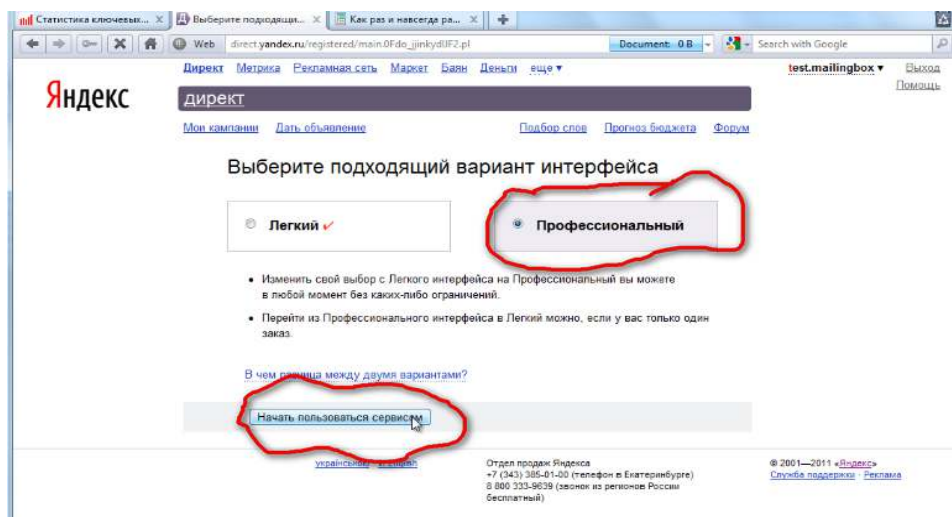 Статистика ключевых...
Выберите подходящи...
Как раз и навсегда ра...
Web direct.yandex.ru/registered/main.0Fdo_jjinkydUF2.pl Document: 0 B Search with Google
Директ Метрика Рекламная сеть Маркет Баян Деньги еще ▼ test.mailingbox ▼ Выход
Помощь
Яндекс
директ
Мои кампании Дать объявление Подбор слов Прогноз бюджета Форум
Выберите подходящий вариант интерфейса
Легкий Профессиональный
Изменить свой выбор с Легкого интерфейса на Профессиональный вы можете
в любой момент без каких-либо ограничений.
Перейти из Профессионального интерфейса в Легкий можно, если у вас только один
заказ.
В чем разница между двумя вариантами?
Начать пользоваться сервисом
Отдел продаж Яндекса © 2001—2011 «Яндекс»
+7 (343) 385-01-00 (телефон в Екатеринбурге) Служба поддержки · Реклама
8 800 333-9639 (звонок из регионов России
бесплатный)